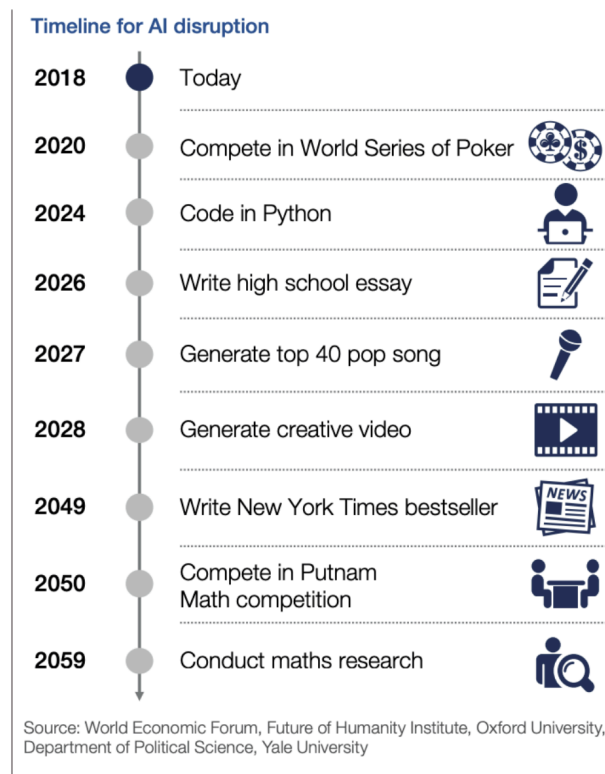 Timeline for AI disruption
2018 Today
2020 Compete in World Series of Poker
$
2024 Code in Python
2026 Write high school essay
2027 Generate top 40 pop song
2028 Generate creative video
2049 Write New York Times bestseller
NEWS
2050 Compete in Putnam
Math competition
2059 Conduct maths research
Source: World Economic Forum, Future of Humanity Institute, Oxford University,
Department of Political Science, Yale University